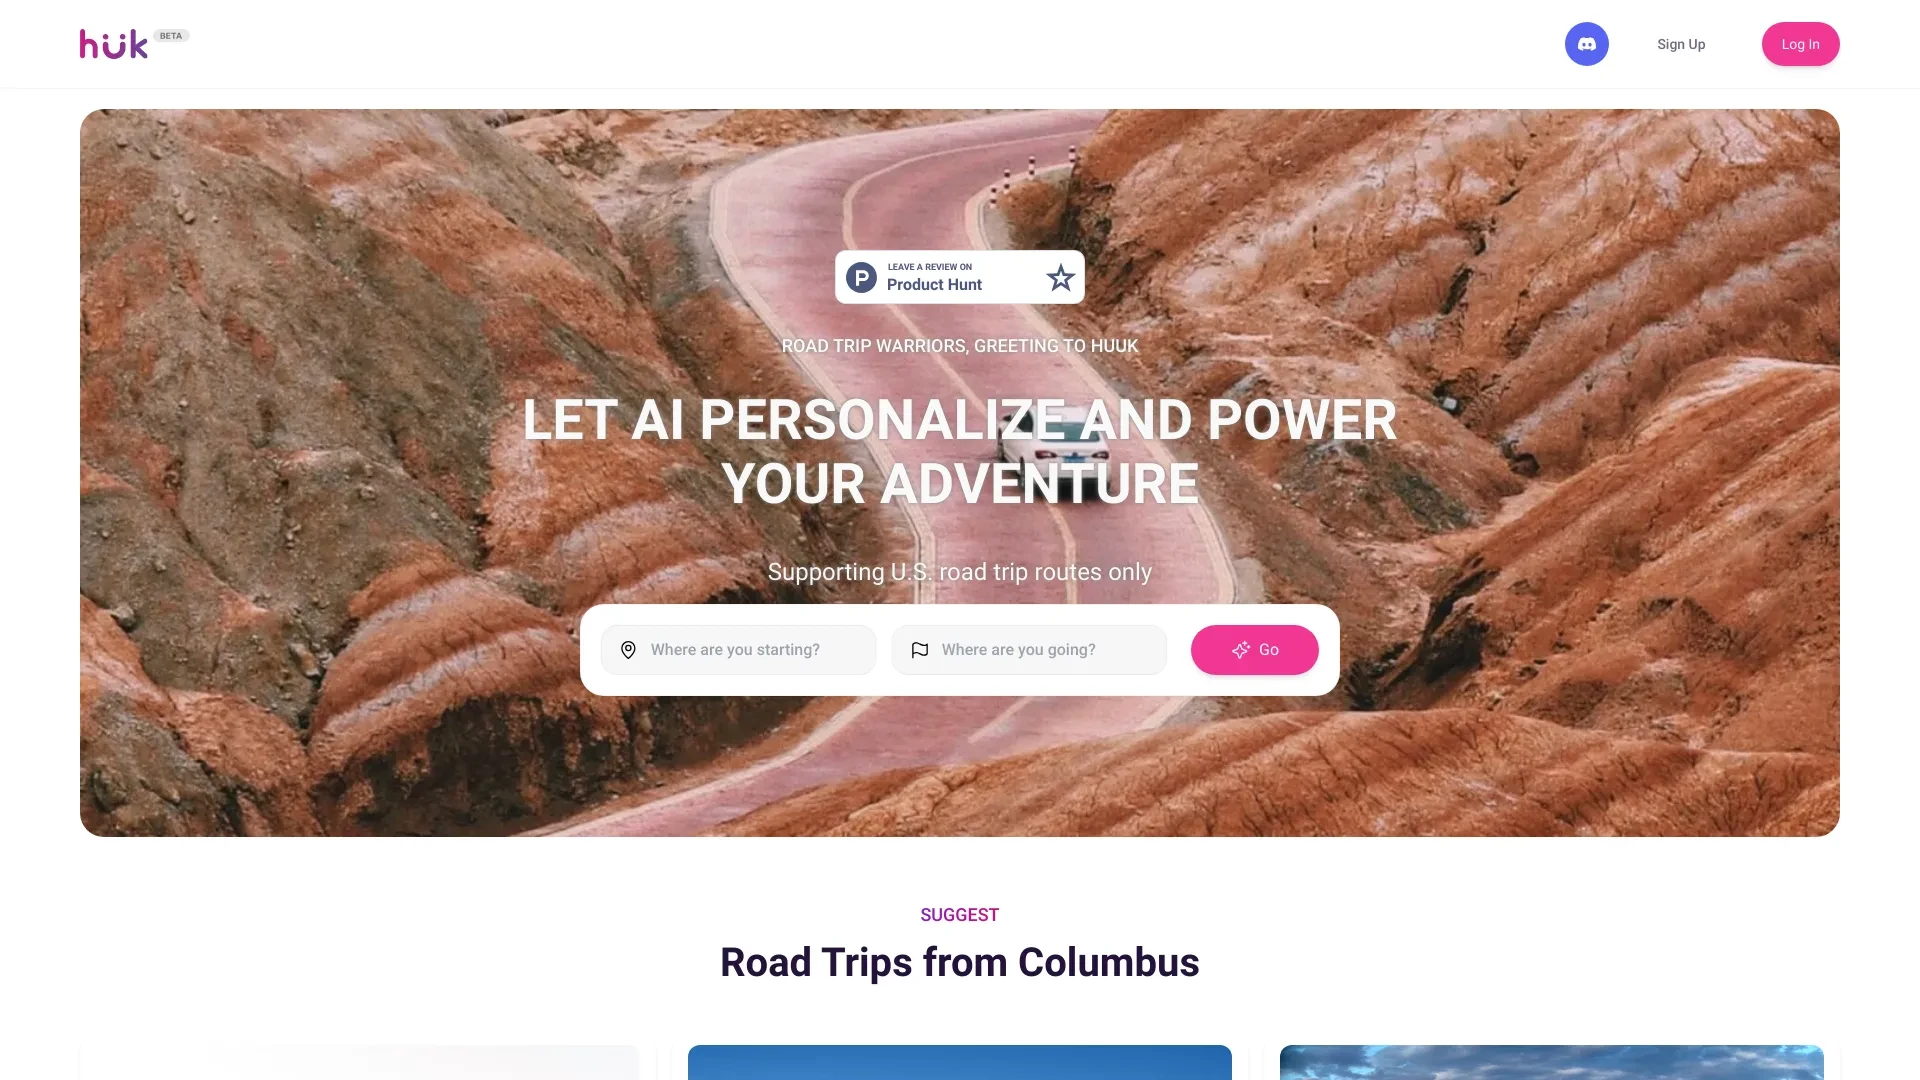 hüük BETA
Sign Up
Log In
LEAVE A REVIEW ON
Product Hunt
ROAD TRIP WARRIORS, GREETING TO HUUK
LET AI PERSONALIZE AND POWER
YOUR ADVENTURE
Supporting U.S. road trip routes only
Where are you starting?
Where are you going?
Go
SUGGEST
Road Trips from Columbus